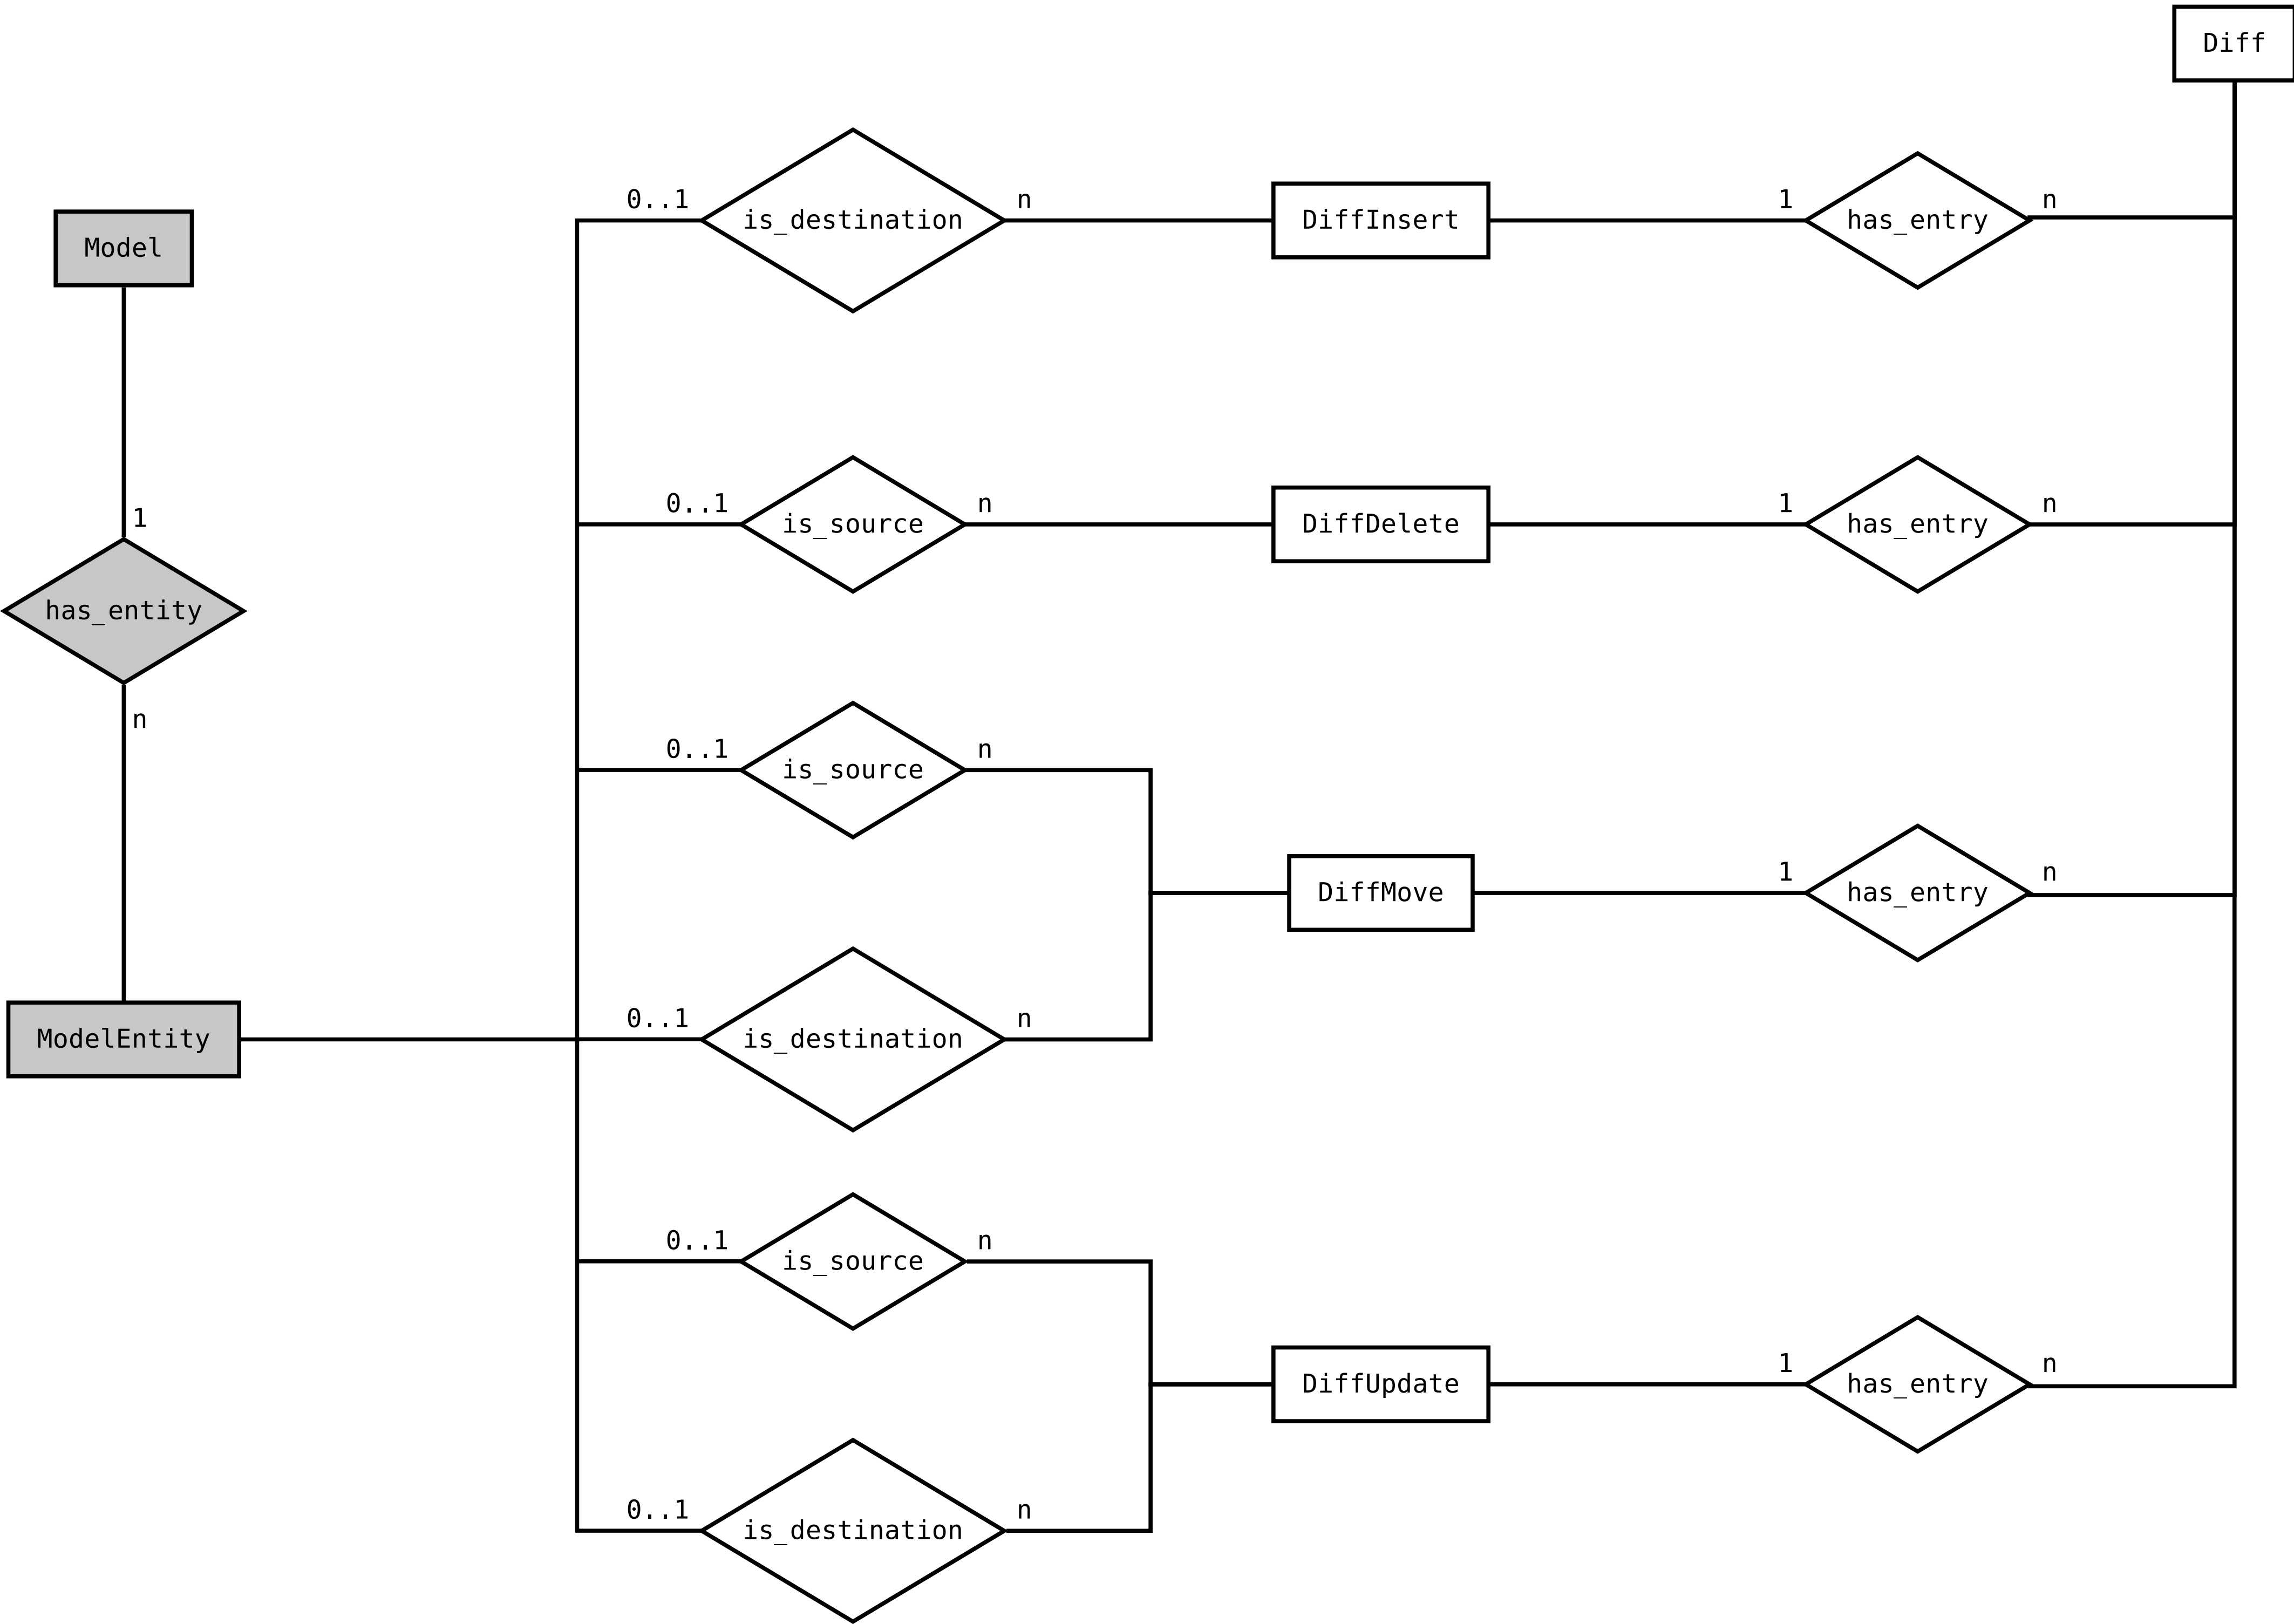 Diff
0..1
is_destination
n
DiffInsert
1
has_entry
n
Model
0..1
is_source
n
DiffDelete
1
has_entry
n
1
has_entity
n
0..1
is_source
n
DiffMove
1
has_entry
n
ModelEntity
0..1
is_destination
n
0..1
is_source
n
DiffUpdate
1
has_entry
n
0..1
is_destination
n